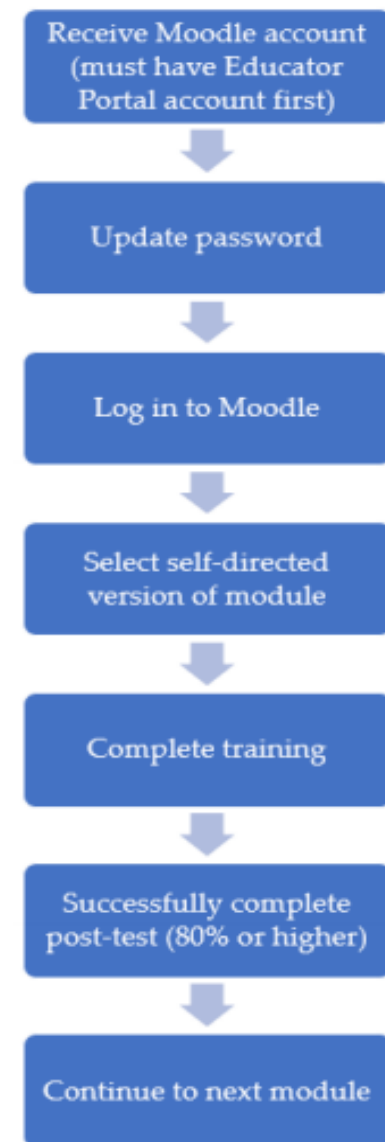 Receive Moodle account
(must have Educator
Portal account first)
Update password
Log in to Moodle
Select self-directed
version of module
Complete training
Successfully complete
post-test (80% or higher)
Continue to next module